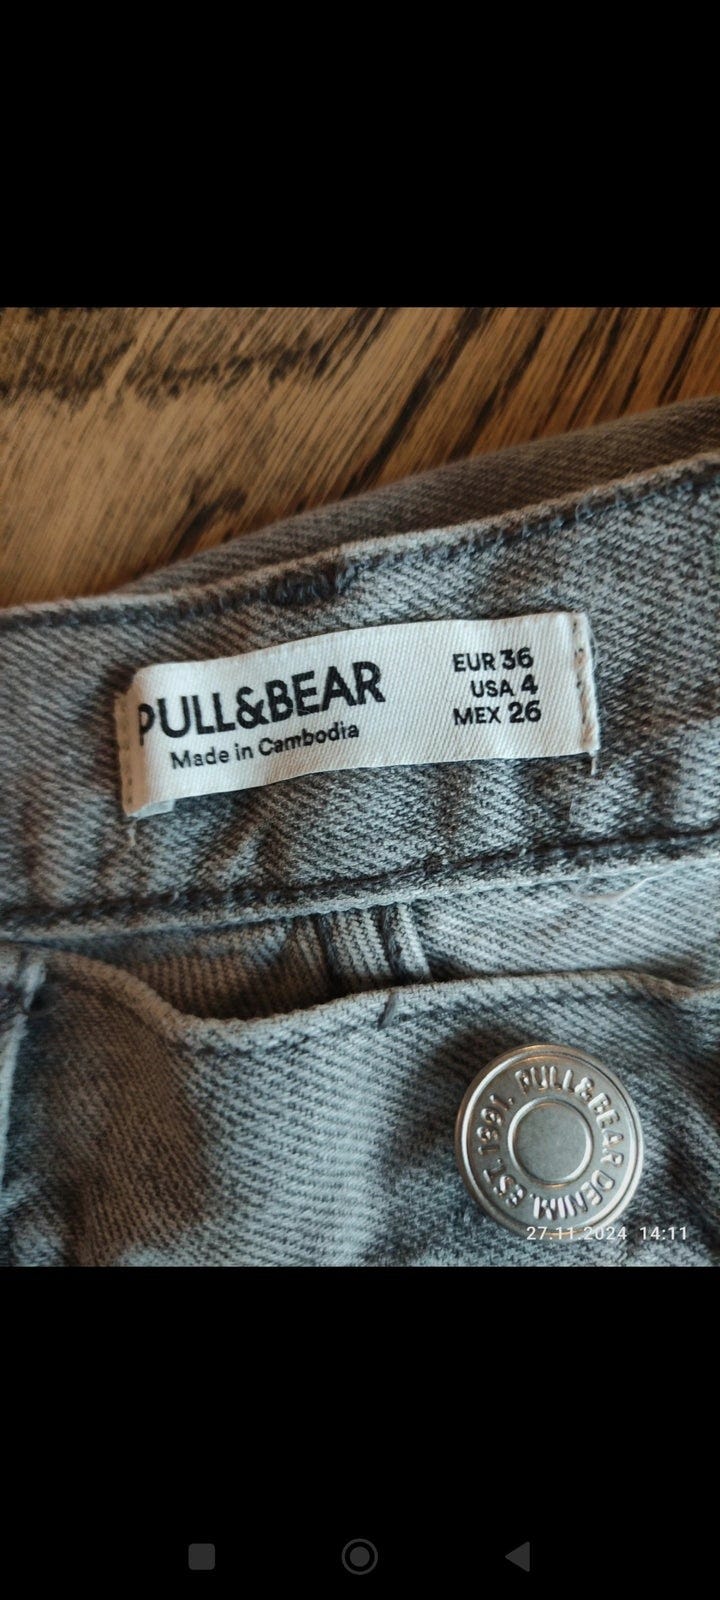 PULL&BEAR
Made in Cambodia
EUR 36
USA 4
MEX 26
PULL&BEAR DENIM. EST. 1991.
27.11.2024 14:11